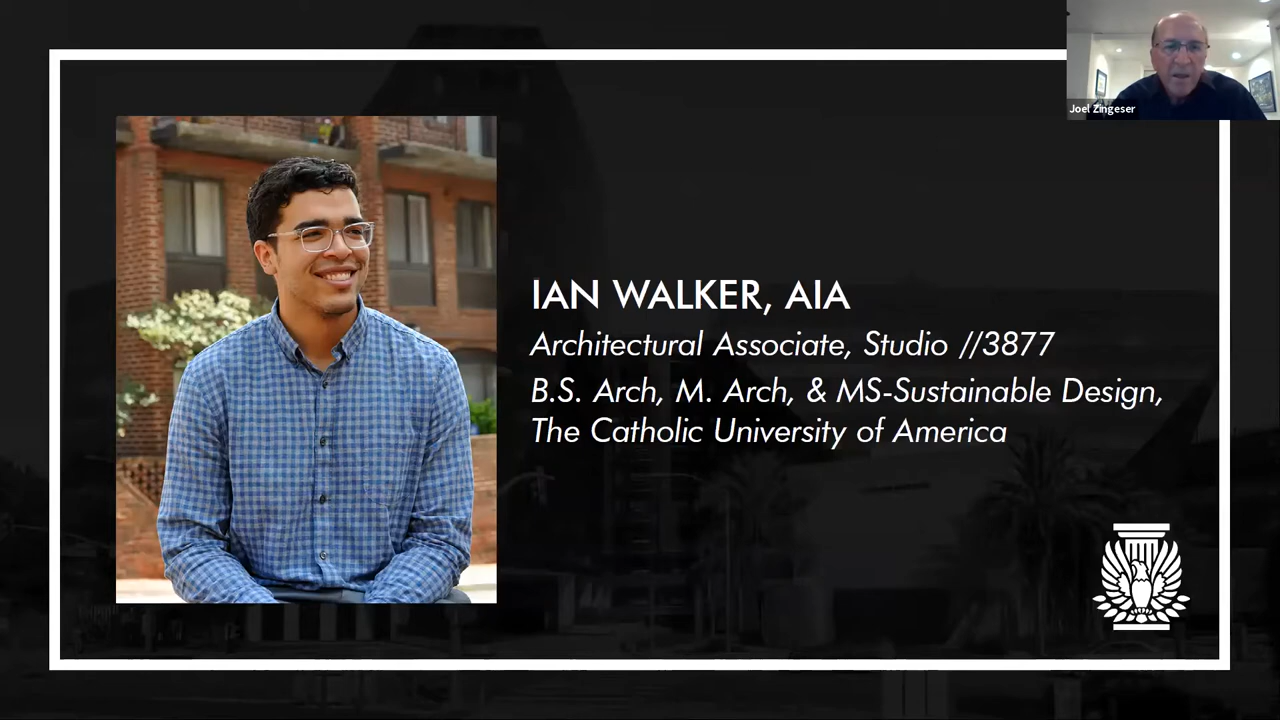 Joel Zingeser
IAN WALKER, AIA
Architectural Associate, Studio //3877
B.S. Arch, M. Arch, & MS-Sustainable Design,
The Catholic University of America